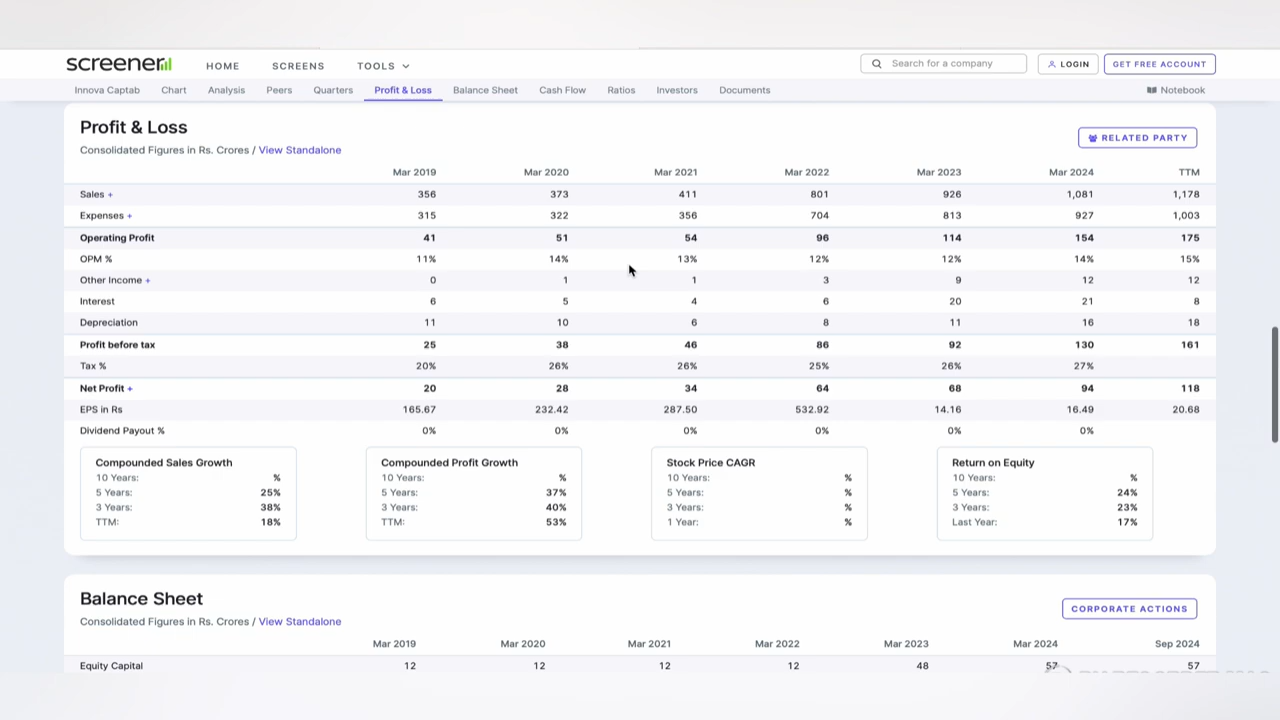 screener
HOME SCREENS TOOLS
Search for a company
LOGIN
GET FREE ACCOUNT
Innova Captab Chart Analysis Peers Quarters Profit & Loss Balance Sheet Cash Flow Ratios Investors Documents Notebook
Profit & Loss
Consolidated Figures in Rs. Crores / View Standalone
RELATED PARTY
Mar 2019 Mar 2020 Mar 2021 Mar 2022 Mar 2023 Mar 2024 TTM
Sales + 356 373 411 801 926 1,081 1,178
Expenses + 315 322 356 704 813 927 1,003
Operating Profit 41 51 54 96 114 154 175
OPM % 11% 14% 13% 12% 12% 14% 15%
Other Income + 0 1 1 3 9 12 12
Interest 6 5 4 6 20 21 8
Depreciation 11 10 6 8 11 16 18
Profit before tax 25 38 46 86 92 130 161
Tax % 20% 26% 26% 25% 26% 27%
Net Profit + 20 28 34 64 68 94 118
EPS in Rs 165.67 232.42 287.50 532.92 14.16 16.49 20.68
Dividend Payout % 0% 0% 0% 0% 0% 0%
Compounded Sales Growth
10 Years: %
5 Years: 25%
3 Years: 38%
TTM: 18%
Compounded Profit Growth
10 Years: %
5 Years: 37%
3 Years: 40%
TTM: 53%
Stock Price CAGR
10 Years: %
5 Years: %
3 Years: %
1 Year: %
Return on Equity
10 Years: %
5 Years: 24%
3 Years: 23%
Last Year: 17%
Balance Sheet
Consolidated Figures in Rs. Crores / View Standalone
CORPORATE ACTIONS
Mar 2019 Mar 2020 Mar 2021 Mar 2022 Mar 2023 Mar 2024 Sep 2024
Equity Capital 12 12 12 12 48 57 57